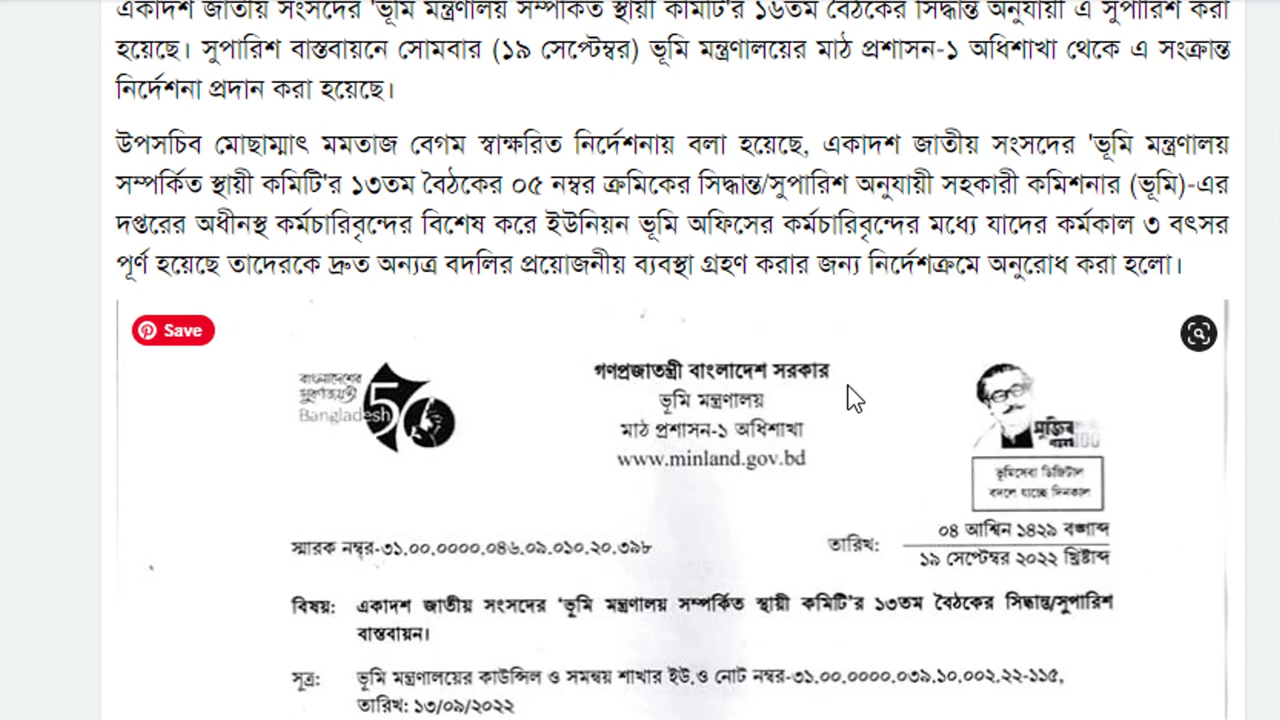 একাদশ জাতীয় সংসদের 'ভূমি মন্ত্রণালয় সম্পর্কিত স্থায়ী কমিটি'র ১৬তম বৈঠকের সিদ্ধান্ত অনুযায়ী এ সুপারিশ করা
হয়েছে। সুপারিশ বাস্তবায়নে সোমবার (১৯ সেপ্টেম্বর) ভূমি মন্ত্রণালয়ের মাঠ প্রশাসন-১ অধিশাখা থেকে এ সংক্রান্ত
নির্দেশনা প্রদান করা হয়েছে।
উপসচিব মোছাম্মাৎ মমতাজ বেগম স্বাক্ষরিত নির্দেশনায় বলা হয়েছে, একাদশ জাতীয় সংসদের 'ভূমি মন্ত্রণালয়
সম্পর্কিত স্থায়ী কমিটি'র ১৩তম বৈঠকের ০৫ নম্বর ক্রমিকের সিদ্ধান্ত/সুপারিশ অনুযায়ী সহকারী কমিশনার (ভূমি)-এর
দপ্তরের অধীনস্থ কর্মচারিবৃন্দের বিশেষ করে ইউনিয়ন ভূমি অফিসের কর্মচারিবৃন্দের মধ্যে যাদের কর্মকাল ৩ বৎসর
পূর্ণ হয়েছে তাদেরকে দ্রুত অন্যত্র বদলির প্রয়োজনীয় ব্যবস্থা গ্রহণ করার জন্য নির্দেশক্রমে অনুরোধ করা হলো।
Save
বাংলাদেশের
সুবর্ণজয়ন্তী
Bangladesh 50
গণপ্রজাতন্ত্রী বাংলাদেশ সরকার
ভূমি মন্ত্রণালয়
মাঠ প্রশাসন-১ অধিশাখা
www.minland.gov.bd
মুজিব
100
ভূমিসেবা ডিজিটাল
বদলে যাচ্ছে দিনকাল
স্মারক নম্বর-৩১.০০.০০০০.০৪৬.০৯.০১০.২০.৩৯৮
তারিখ:
০৪ আশ্বিন ১৪২৯ বঙ্গাব্দ
১৯ সেপ্টেম্বর ২০২২ খ্রিষ্টাব্দ
বিষয়: একাদশ জাতীয় সংসদের 'ভূমি মন্ত্রণালয় সম্পর্কিত স্থায়ী কমিটি'র ১৩তম বৈঠকের সিদ্ধান্ত/সুপারিশ
বাস্তবায়ন।
সূত্র: ভূমি মন্ত্রণালয়ের কাউন্সিল ও সমন্বয় শাখার ইউ.ও নোট নম্বর-৩১.০০.০০০০.০৩৯.১০.০০২.২২-১১৫,
তারিখ: ১৩/০৯/২০২২